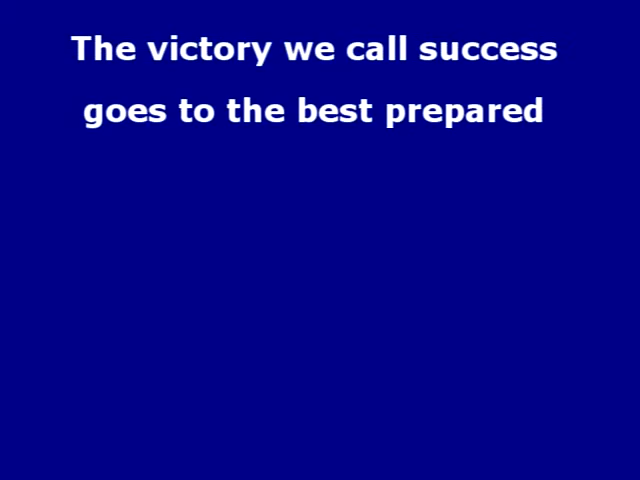 The victory we call success
goes to the best prepared